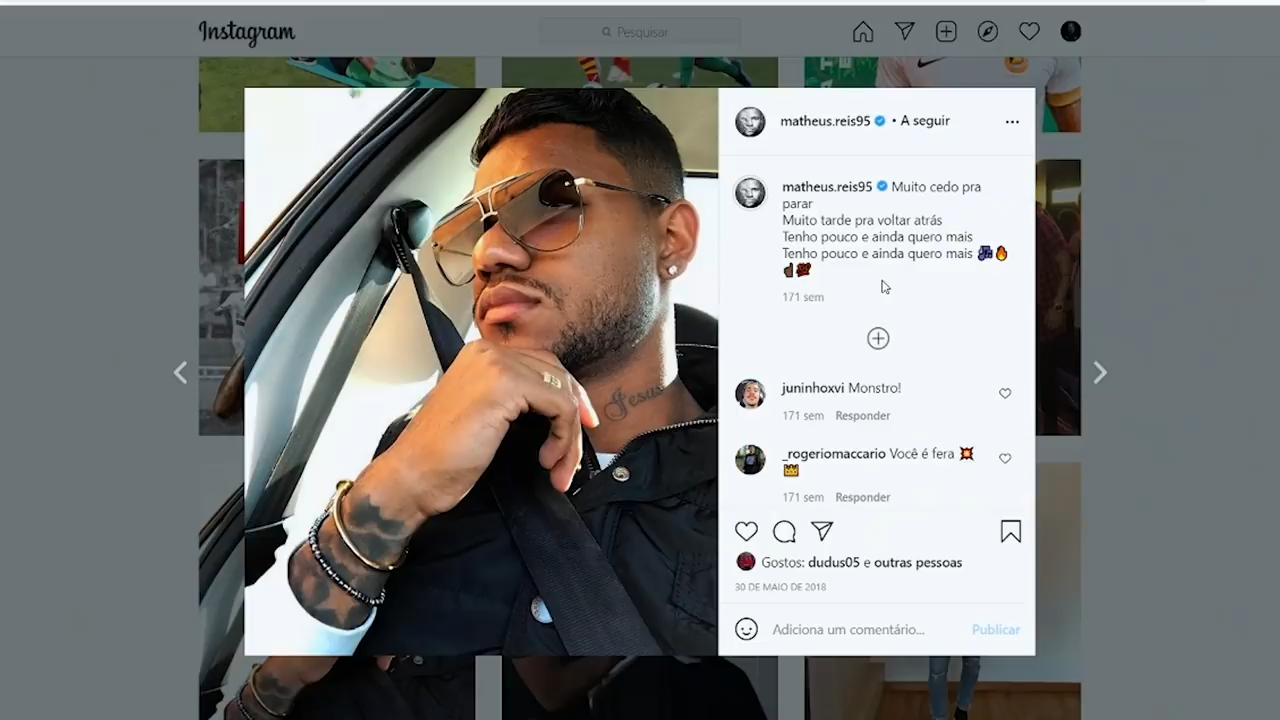 Instagram
Pesquisar
matheus.reis95 • A seguir
matheus.reis95 Muito cedo pra
parar
Muito tarde pra voltar atrás
Tenho pouco e ainda quero mais
Tenho pouco e ainda quero mais
171 sem
Jesus
juninhoxvi Monstro!
171 sem Responder
_rogeriomaccario Você é fera
171 sem Responder
Gostos: dudus05 e outras pessoas
30 DE MAIO DE 2018
Adiciona um comentário... Publicar